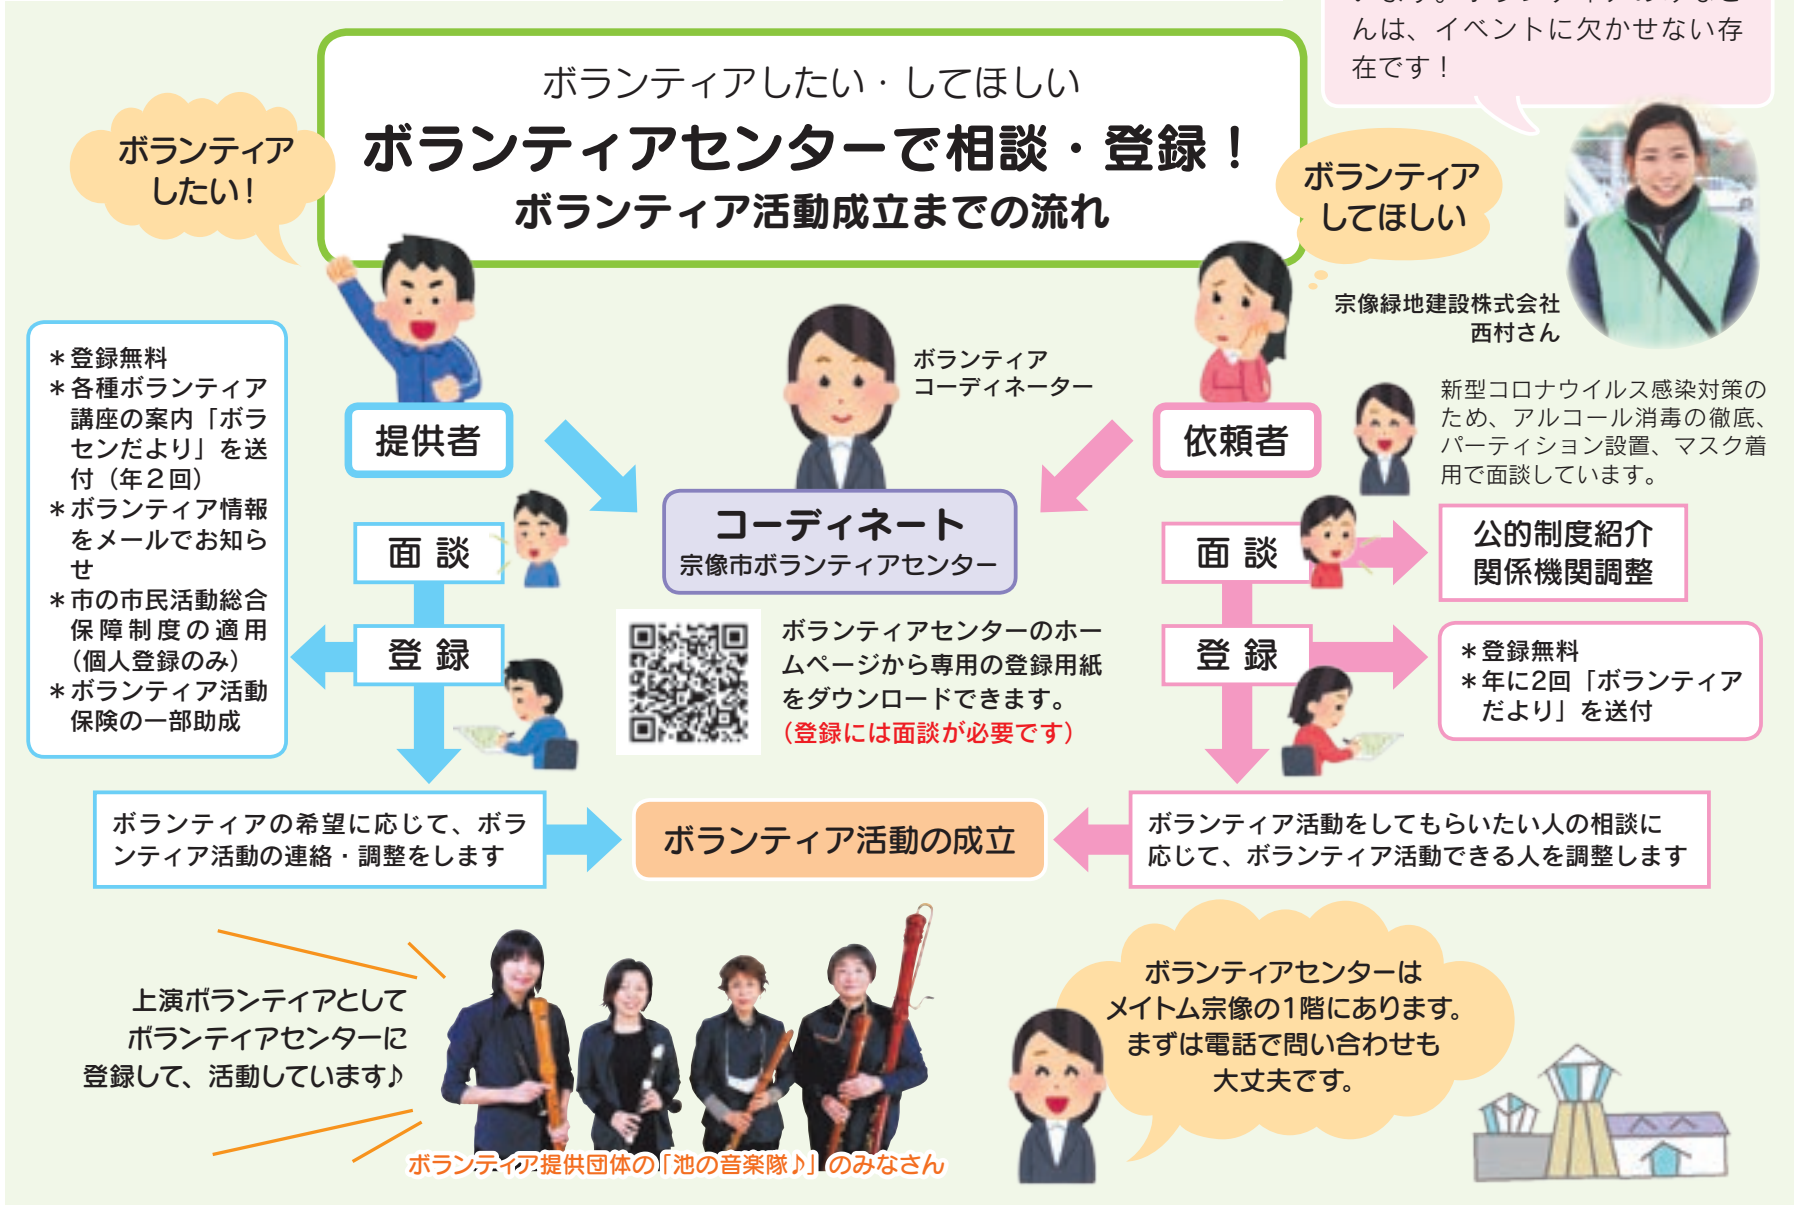 んは、イベントに欠かせない存
在です！
ボランティアしたい・してほしい
ボランティアセンターで相談・登録！
ボランティア活動成立までの流れ
ボランティア
したい！
ボランティア
してほしい
宗像緑地建設株式会社
西村さん
ボランティア
コーディネーター
提供者
依頼者
新型コロナウイルス感染対策の
ため、アルコール消毒の徹底、
パーティション設置、マスク着
用で面談しています。
＊登録無料
＊各種ボランティア
講座の案内「ボラ
センだより」を送
付（年２回）
＊ボランティア情報
をメールでお知ら
せ
＊市の市民活動総合
保障制度の適用
（個人登録のみ）
＊ボランティア活動
保険の一部助成
コーディネート
宗像市ボランティアセンター
面 談
登 録
面 談
公的制度紹介
関係機関調整
登 録
＊登録無料
＊年に2回「ボランティア
だより」を送付
ボランティアセンターのホー
ムページから専用の登録用紙
をダウンロードできます。
（登録には面談が必要です）
ボランティアの希望に応じて、ボラ
ンティア活動の連絡・調整をします
ボランティア活動の成立
ボランティア活動をしてもらいたい人の相談に
応じて、ボランティア活動できる人を調整します
上演ボランティアとして
ボランティアセンターに
登録して、活動しています♪
ボランティア提供団体の「池の音楽隊♪」のみなさん
ボランティアセンターは
メイトム宗像の1階にあります。
まずは電話で問い合わせも
大丈夫です。